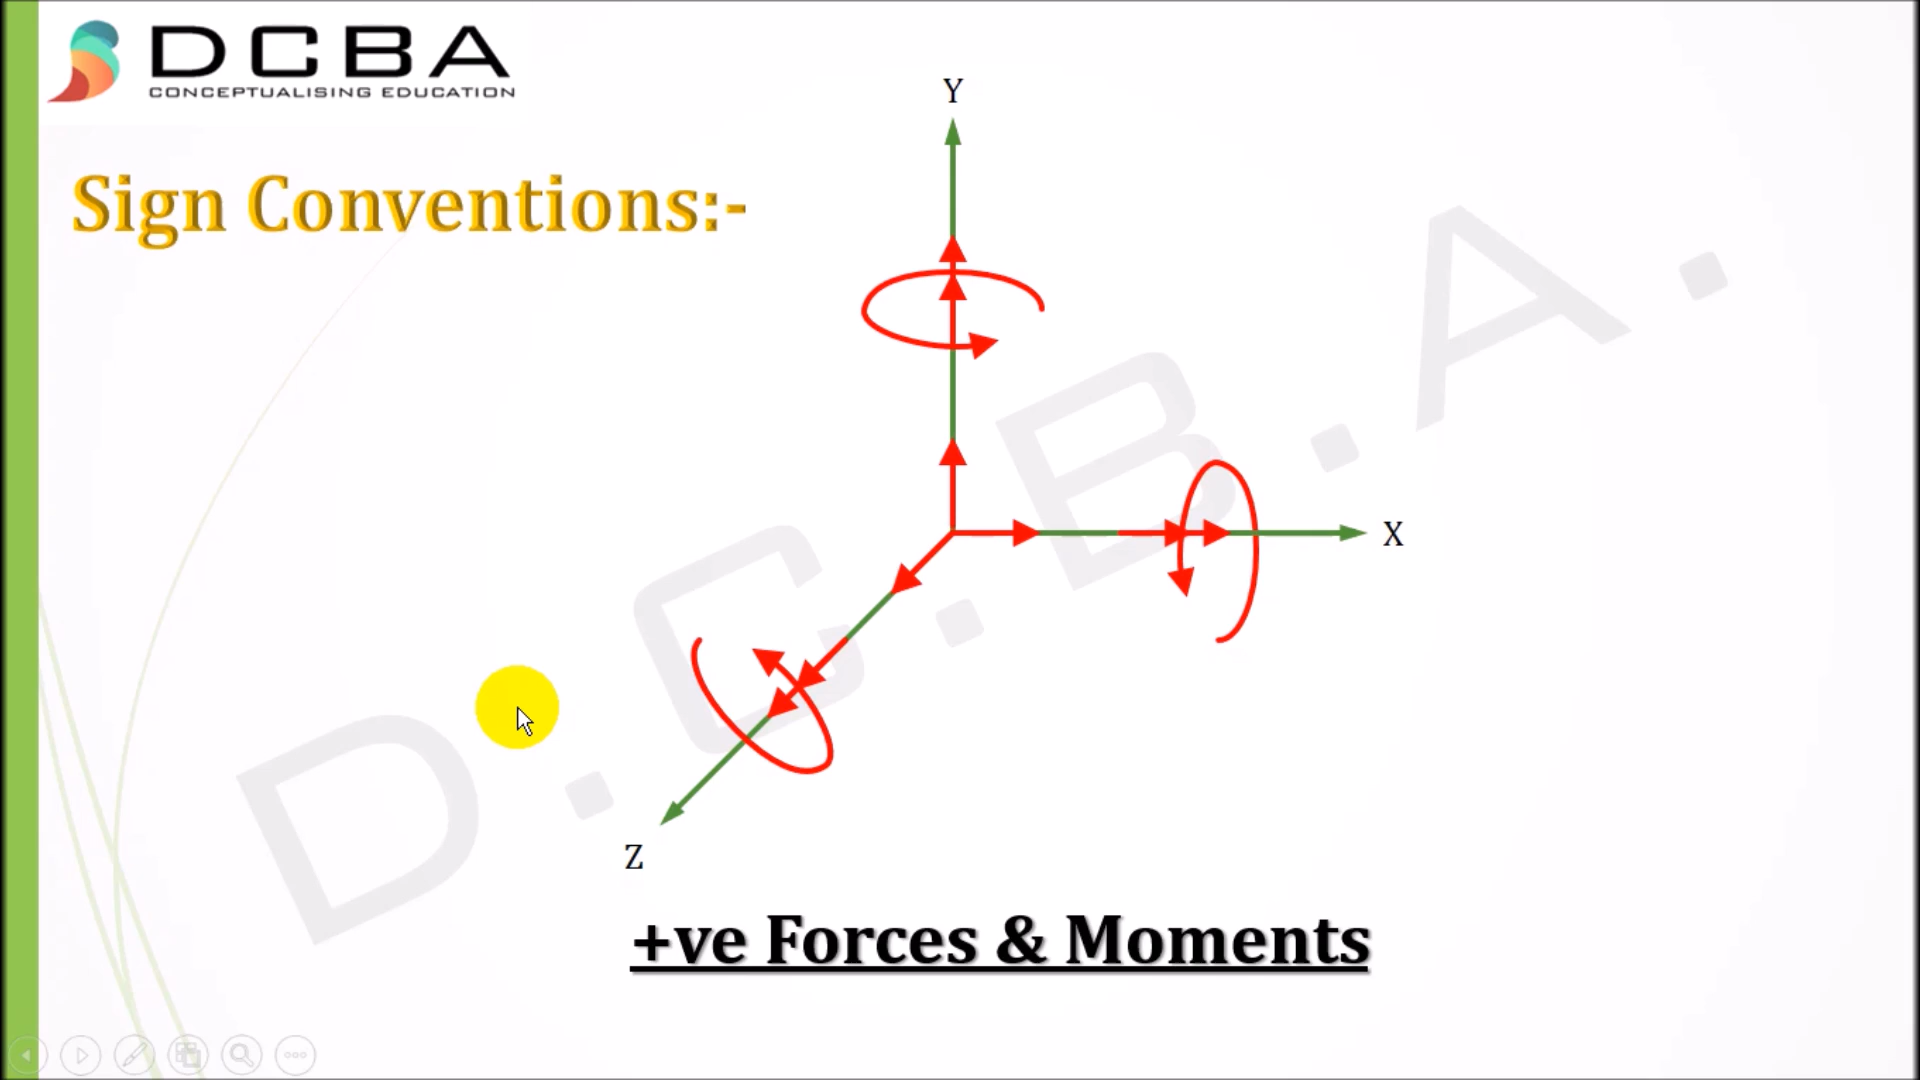 DCBA
CONCEPTUALISING EDUCATION
Y
Sign Conventions:-
X
D.C.B.A.
Z
+ve Forces & Moments